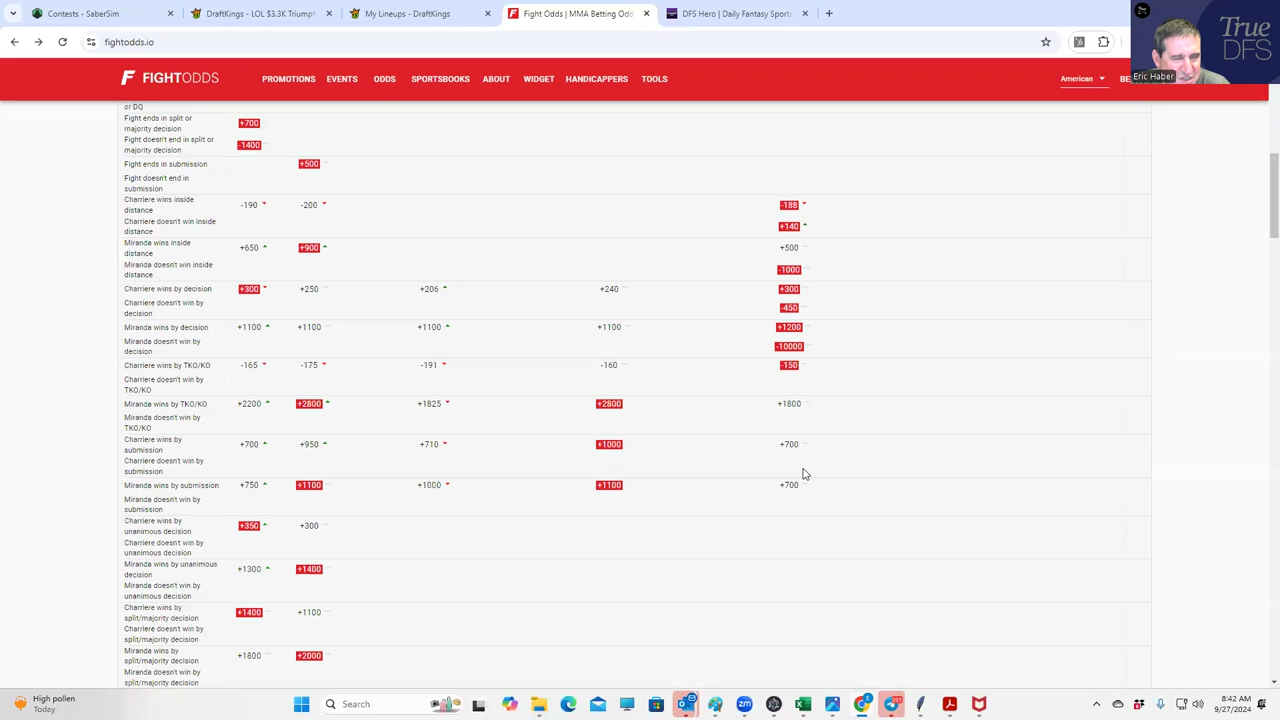 Contests - SaberSim
DraftKings - LOL $3.3K Triumph
My Lineups - DraftKings
Fight Odds | MMA Betting Odd
DFS Hero | Daily Fantasy Sports
fightodds.io
True
DFS
Eric Haber
FIGHTODDS
PROMOTIONS EVENTS ODDS SPORTSBOOKS ABOUT WIDGET HANDICAPPERS TOOLS
American
BE
or DQ
Fight ends in split or
majority decision
+700
Fight doesn't end in split or
majority decision
-1400
Fight ends in submission
+500
Fight doesn't end in
submission
Charriere wins inside
distance
-190 -200 -188
Charriere doesn't win inside
distance
+140
Miranda wins inside
distance
+650 +900 +500
Miranda doesn't win inside
distance
-1000
Charriere wins by decision
+300 +250 +206 +240 +300
Charriere doesn't win by
decision
-450
Miranda wins by decision
+1100 +1100 +1100 +1100 +1200
Miranda doesn't win by
decision
-10000
Charriere wins by TKO/KO
-165 -175 -191 -160 -150
Charriere doesn't win by
TKO/KO
Miranda wins by TKO/KO
+2200 +2800 +1825 +2800 +1800
Miranda doesn't win by
TKO/KO
Charriere wins by
submission
+700 +950 +710 +1000 +700
Charriere doesn't win by
submission
Miranda wins by submission
+750 +1100 +1000 +1100 +700
Miranda doesn't win by
submission
Charriere wins by
unanimous decision
+350 +300
Charriere doesn't win by
unanimous decision
Miranda wins by unanimous
decision
+1300 +1400
Miranda doesn't win by
unanimous decision
Charriere wins by
split/majority decision
+1400 +1100
Charriere doesn't win by
split/majority decision
Miranda wins by
split/majority decision
+1800 +2000
Miranda doesn't win by
split/majority decision
High pollen
Today
Search
8:42 AM
9/27/2024